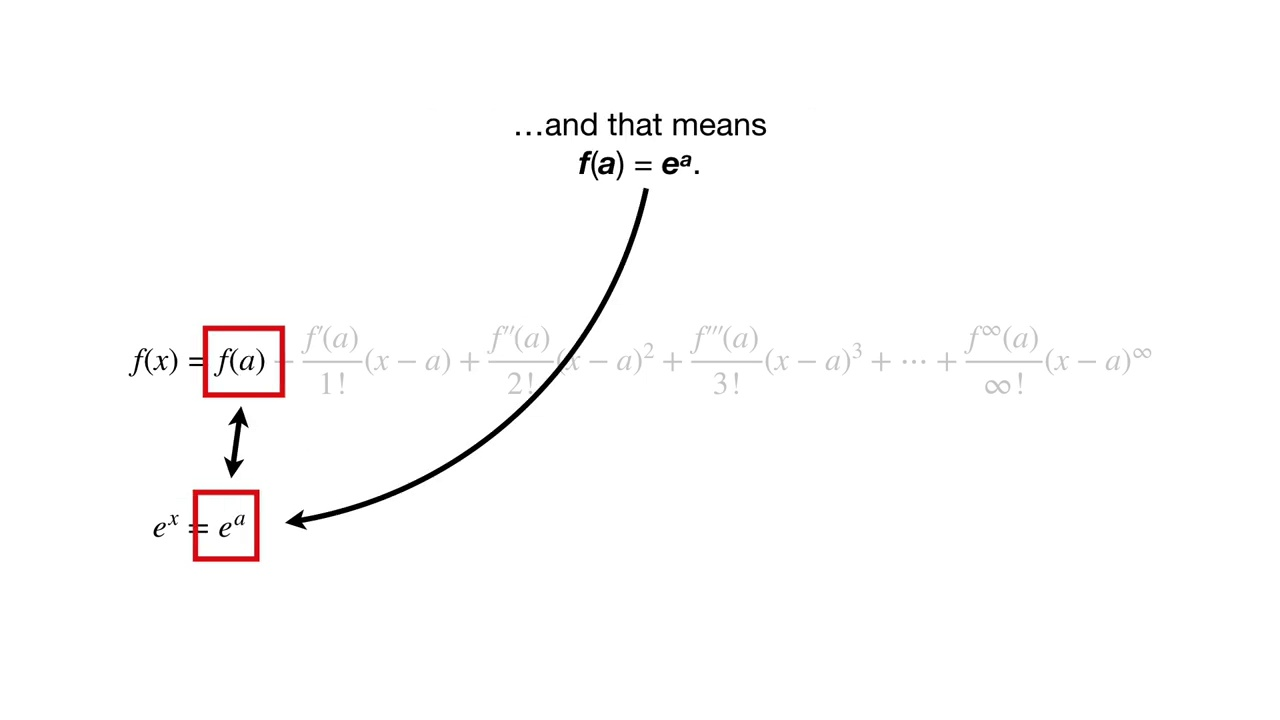 …and that means
f(a) = eᵃ.
f(x) = f(a) + f′(a)/1! (x − a) + f″(a)/2! (x − a)² + f‴(a)/3! (x − a)³ + ⋯ + f^∞(a)/∞! (x − a)^∞
eˣ = eᵃ